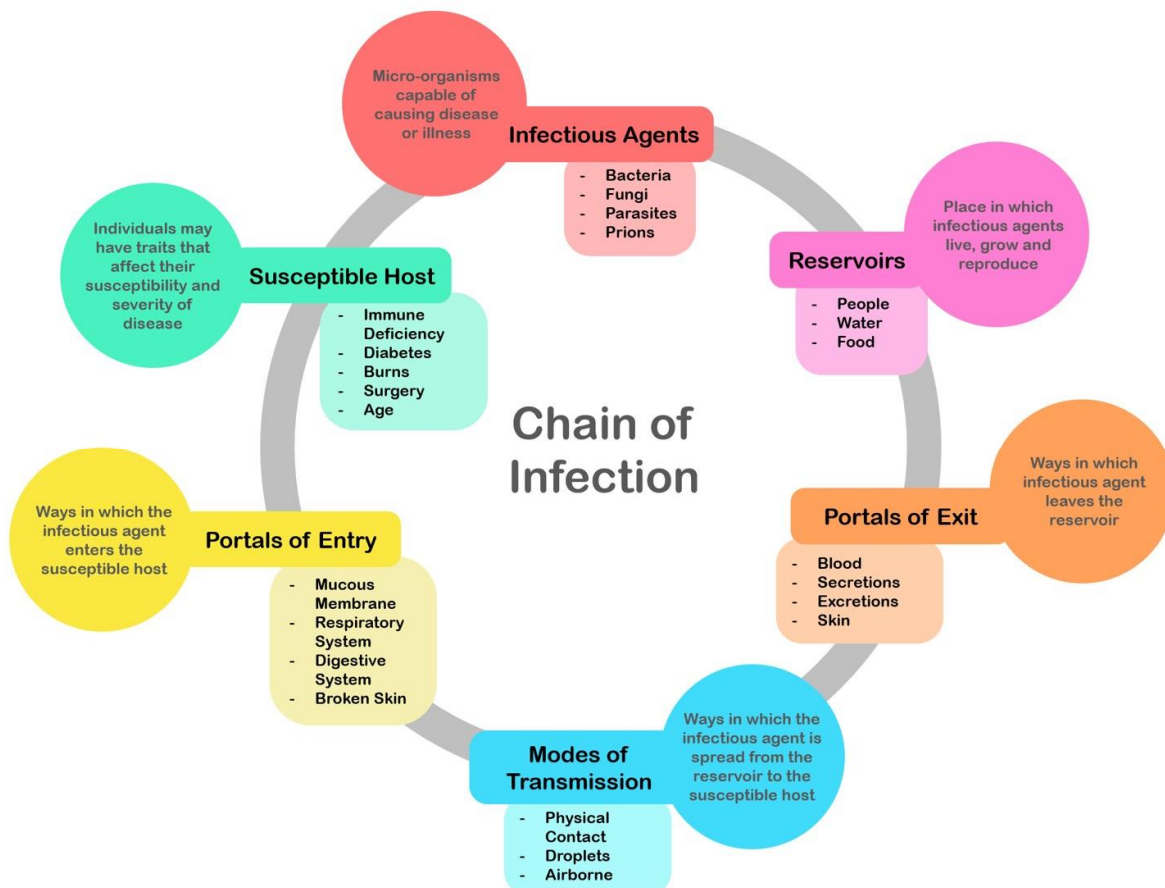 Micro-organisms
capable of
causing disease
or illness
Infectious Agents
- Bacteria
- Fungi
- Parasites
- Prions
Place in which
infectious agents
live, grow and
reproduce
Reservoirs
- People
- Water
- Food
Ways in which
infectious agent
leaves the
reservoir
Portals of Exit
- Blood
- Secretions
- Excretions
- Skin
Ways in which the
infectious agent is
spread from the
reservoir to the
susceptible host
Modes of
Transmission
- Physical
Contact
- Droplets
- Airborne
Ways in which the
infectious agent
enters the
susceptible host
Portals of Entry
- Mucous
Membrane
- Respiratory
System
- Digestive
System
- Broken Skin
Individuals may
have traits that
affect their
susceptibility and
severity of
disease
Susceptible Host
- Immune
Deficiency
- Diabetes
- Burns
- Surgery
- Age
Chain of
Infection